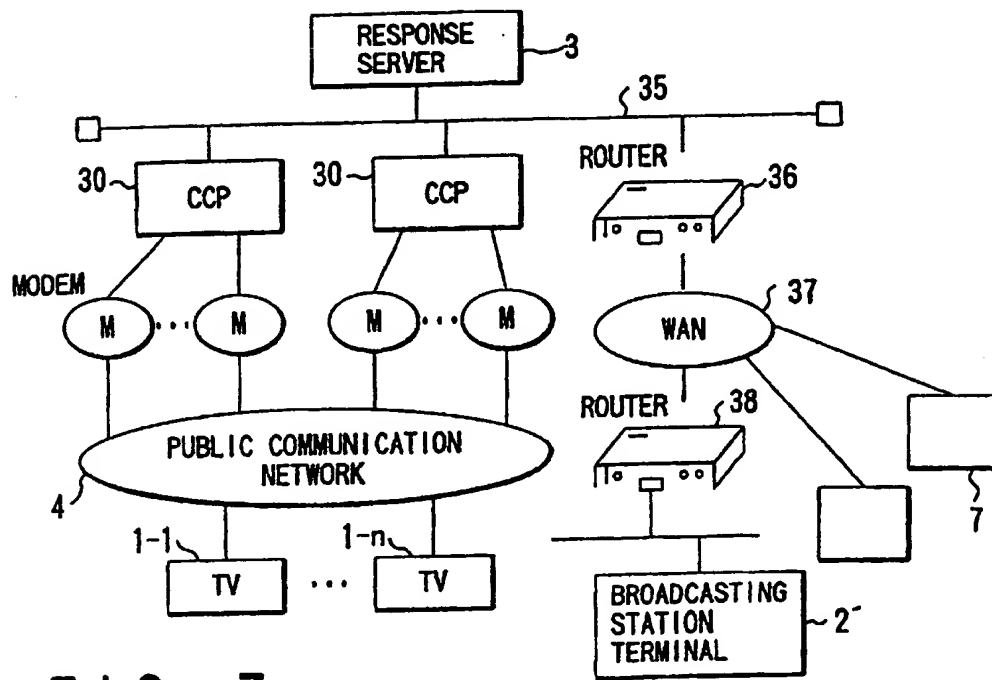 RESPONSE
SERVER
3
35
ROUTER
36
30
CCP
30
CCP
MODEM
M
...
M
M
...
M
37
WAN
ROUTER
38
PUBLIC COMMUNICATION
NETWORK
4
7
1-1
TV
...
1-n
TV
BROADCASTING
STATION
TERMINAL
2